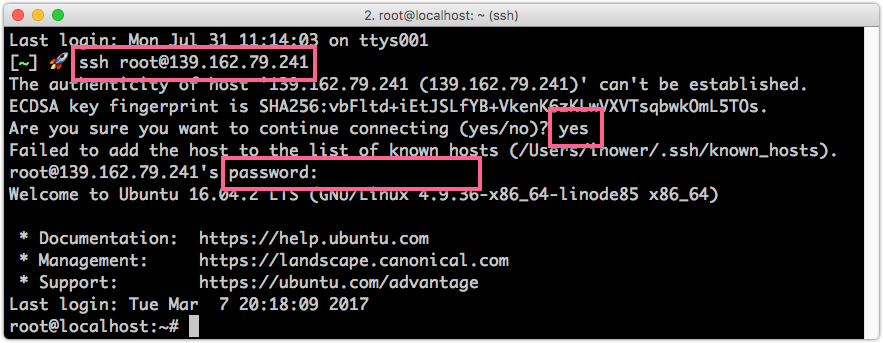 2. root@localhost: ~ (ssh)
Last login: Mon Jul 31 11:14:03 on ttys001
[~] 🚀 ssh root@139.162.79.241
The authenticity of host '139.162.79.241 (139.162.79.241)' can't be established.
ECDSA key fingerprint is SHA256:vbFltd+iEtJSLfYB+VkenK6zKLwVXVTsqbwkOmL5TOs.
Are you sure you want to continue connecting (yes/no)? yes
Failed to add the host to the list of known hosts (/Users/lhower/.ssh/known_hosts).
root@139.162.79.241's password:
Welcome to Ubuntu 16.04.2 LTS (GNU/Linux 4.9.36-x86_64-linode85 x86_64)
* Documentation: https://help.ubuntu.com
* Management: https://landscape.canonical.com
* Support: https://ubuntu.com/advantage
Last login: Tue Mar 7 20:18:09 2017
root@localhost:~#